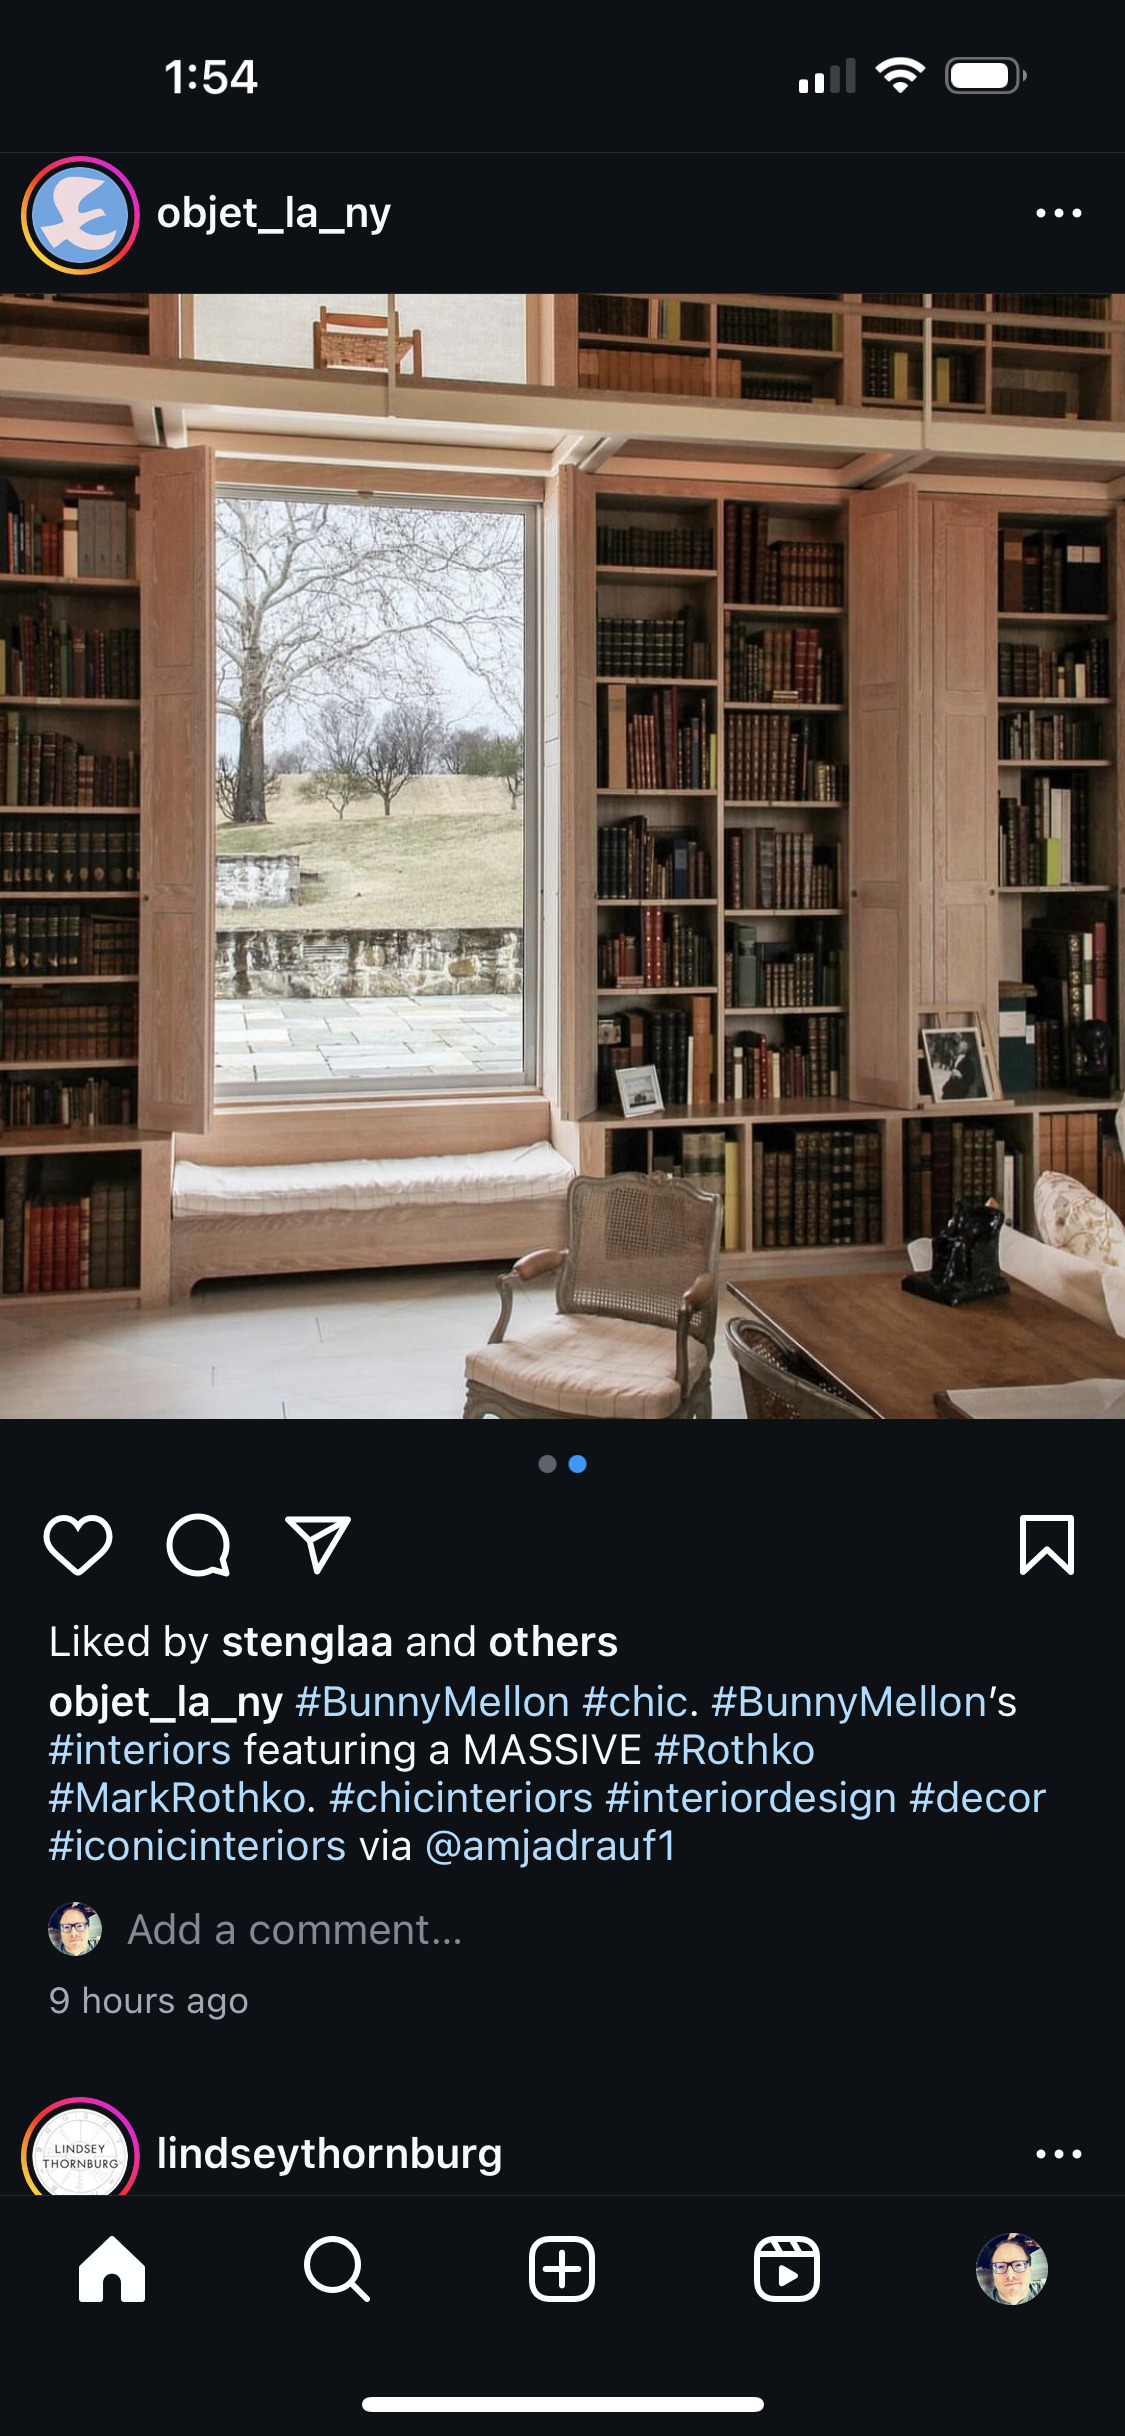 1:54
objet_la_ny
Liked by stenglaa and others
objet_la_ny #BunnyMellon #chic. #BunnyMellon’s
#interiors featuring a MASSIVE #Rothko
#MarkRothko. #chicinteriors #interiordesign #decor
#iconicinteriors via @amjadrauf1
Add a comment...
9 hours ago
LINDSEY
THORNBURG
lindseythornburg